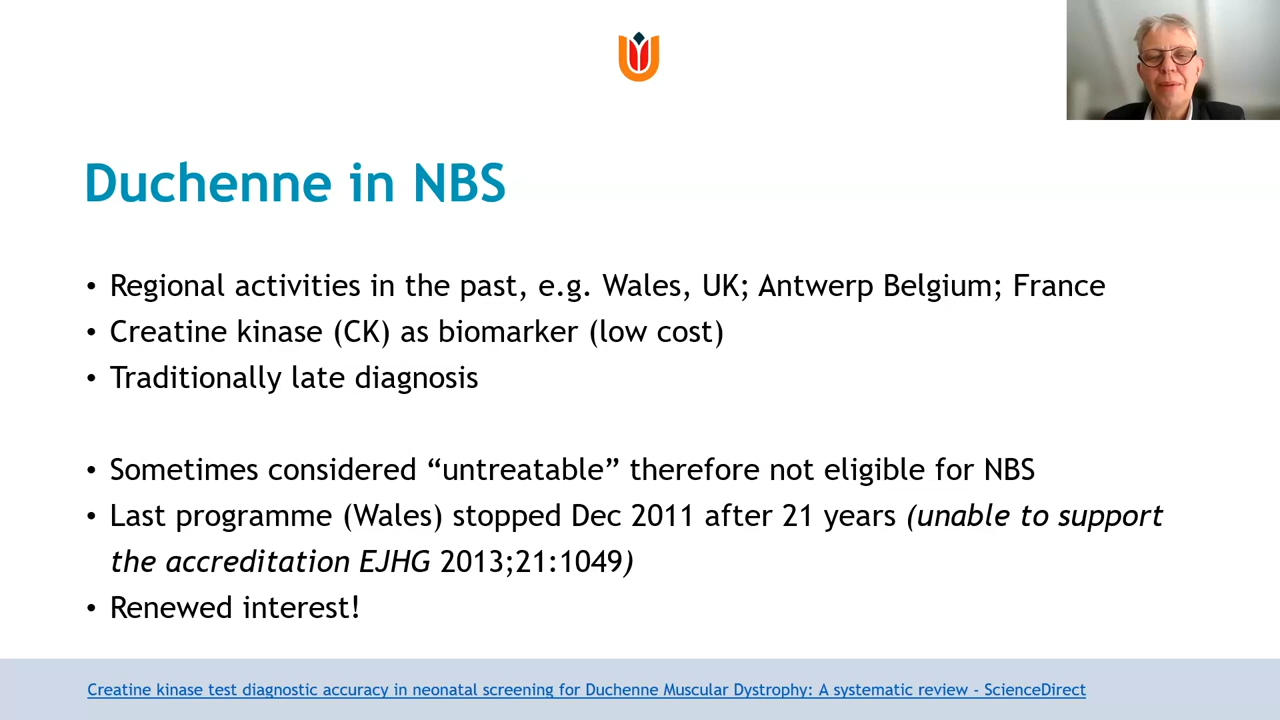 Duchenne in NBS
• Regional activities in the past, e.g. Wales, UK; Antwerp Belgium; France
• Creatine kinase (CK) as biomarker (low cost)
• Traditionally late diagnosis
• Sometimes considered “untreatable” therefore not eligible for NBS
• Last programme (Wales) stopped Dec 2011 after 21 years (unable to support
the accreditation EJHG 2013;21:1049)
• Renewed interest!
Creatine kinase test diagnostic accuracy in neonatal screening for Duchenne Muscular Dystrophy: A systematic review - ScienceDirect